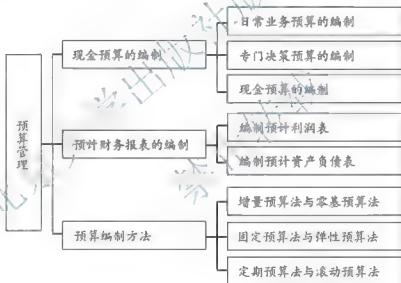 预算管理
现金预算的编制
日常业务预算的编制
专门决策预算的编制
现金预算的编制
预计财务报表的编制
编制预计利润表
编制预计资产负债表
预算编制方法
增量预算法与零基预算法
固定预算法与弹性预算法
定期预算法与滚动预算法